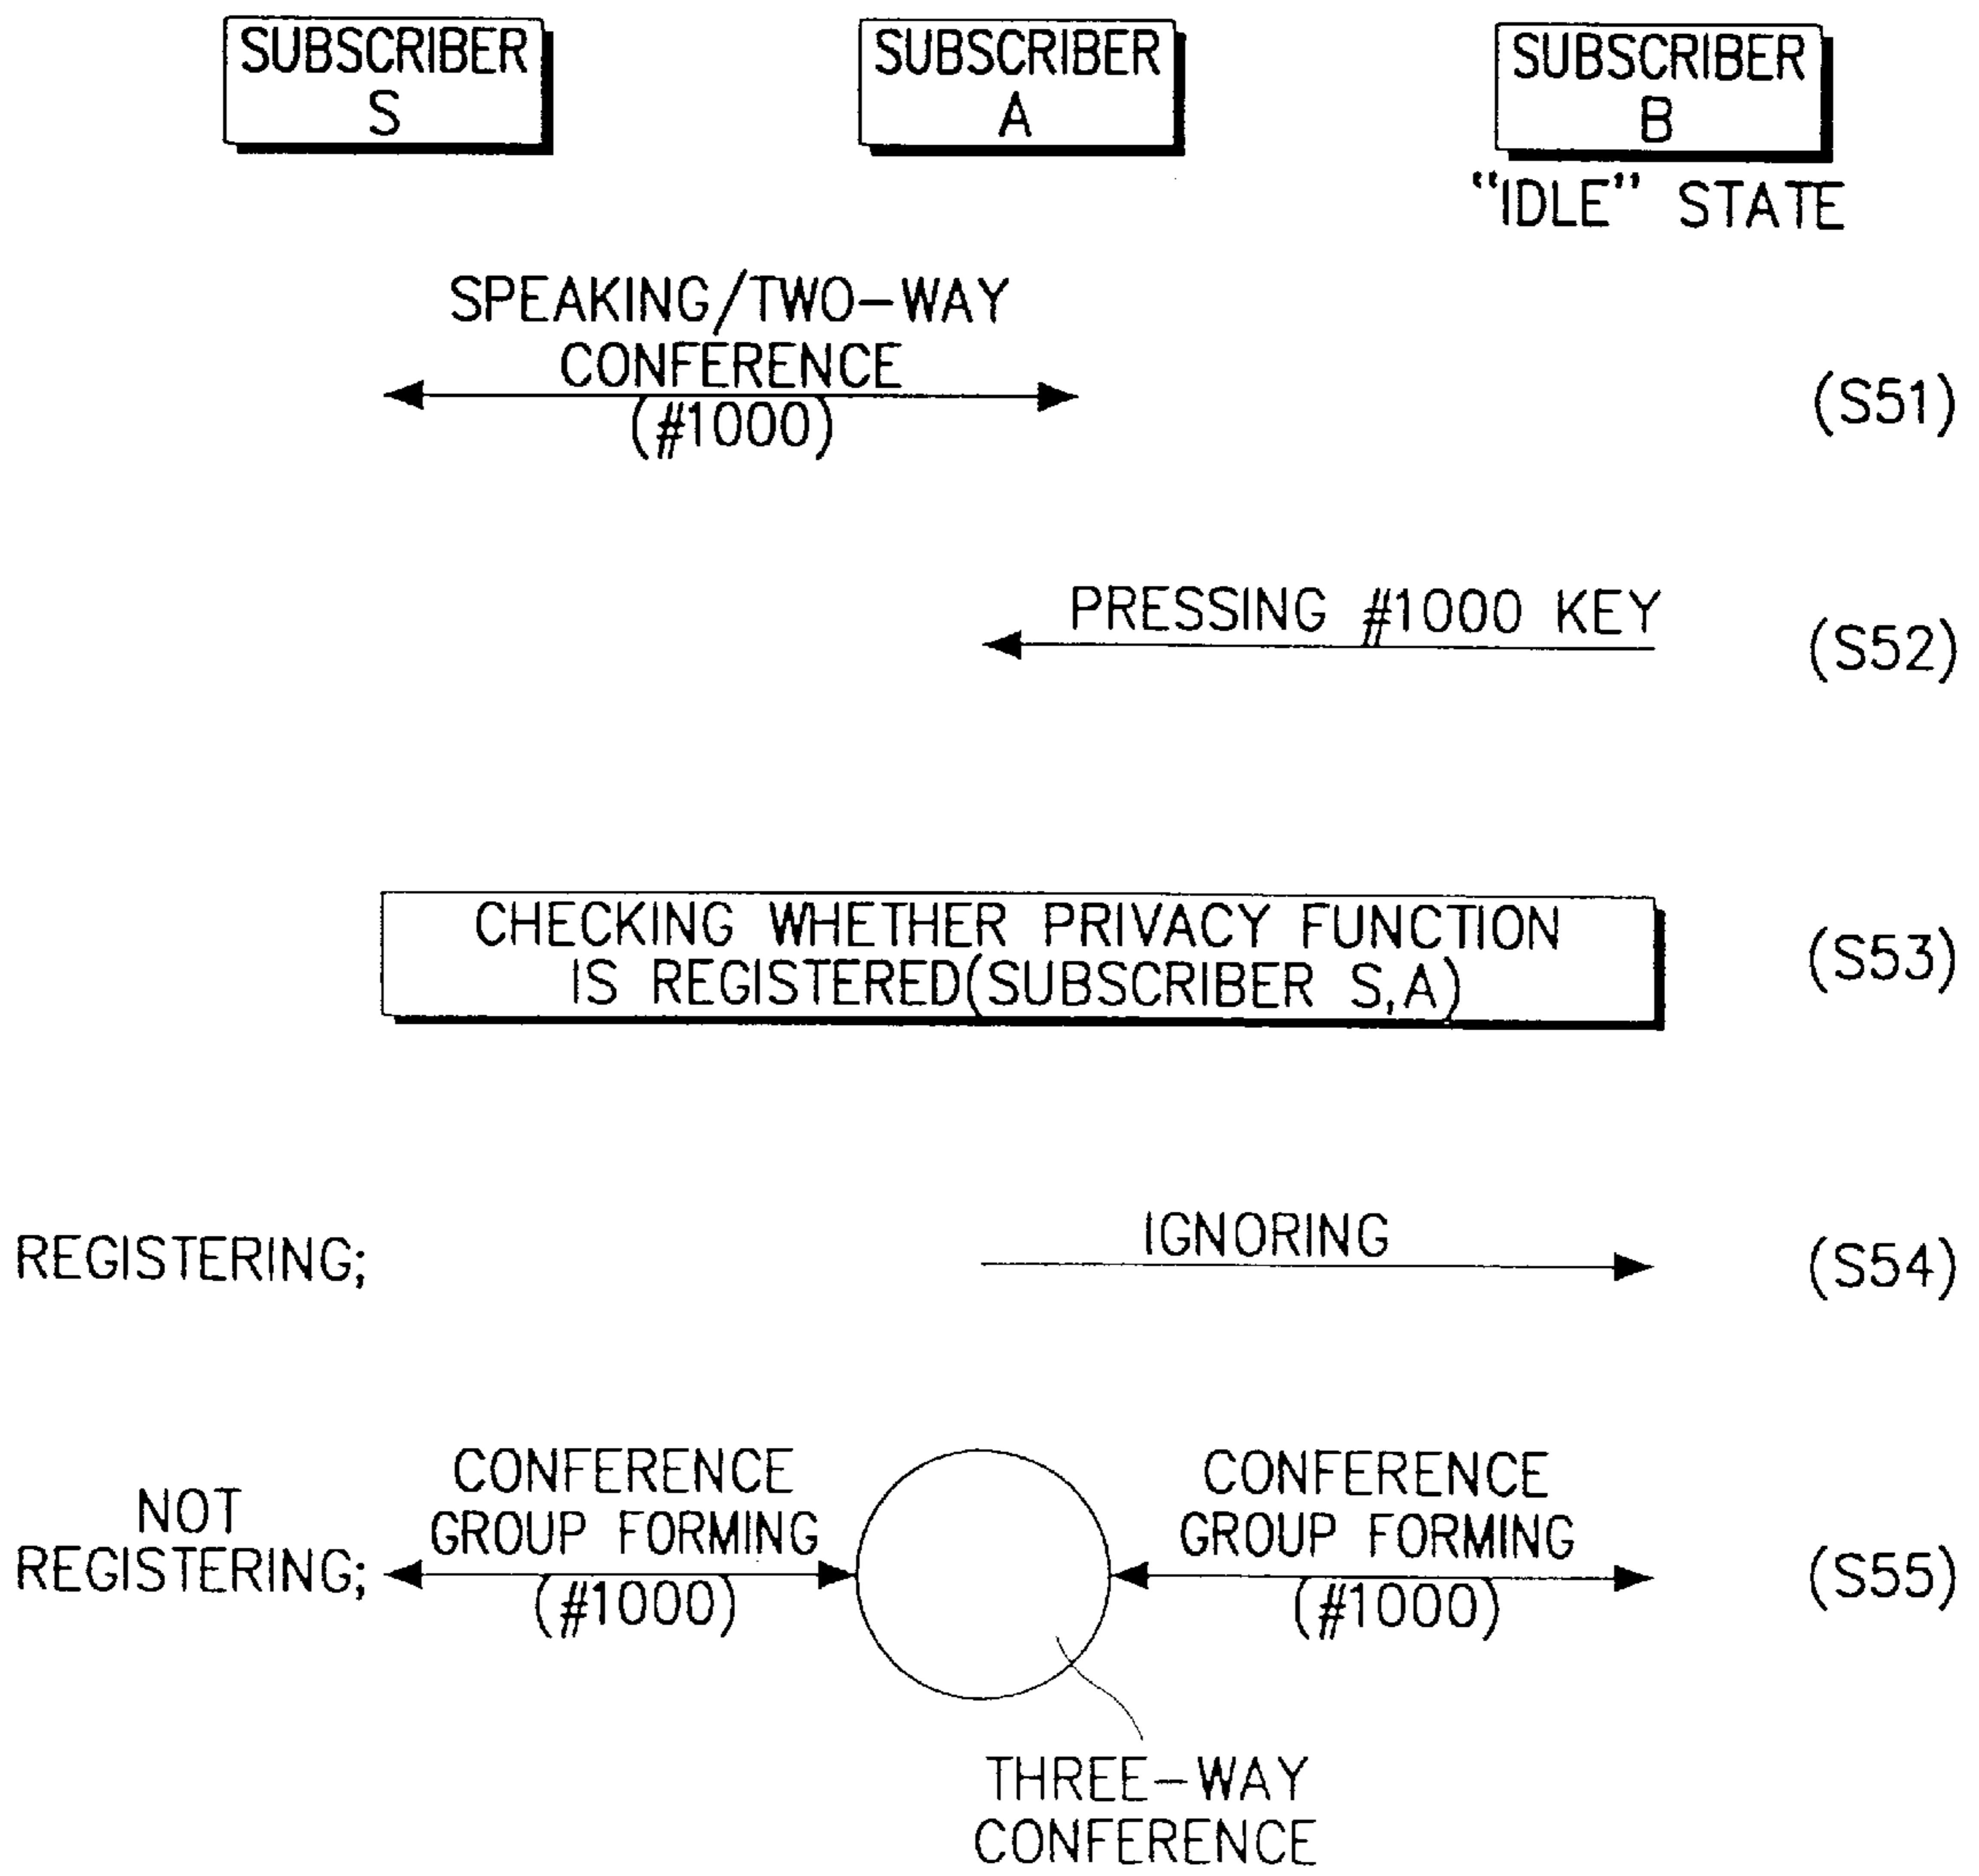 SUBSCRIBER
S
SUBSCRIBER
A
SUBSCRIBER
B
"IDLE" STATE
SPEAKING/TWO-WAY
CONFERENCE
(#1000)
(S51)
PRESSING #1000 KEY
(S52)
CHECKING WHETHER PRIVACY FUNCTION
IS REGISTERED(SUBSCRIBER S,A)
(S53)
REGISTERING;
IGNORING
(S54)
NOT
REGISTERING;
CONFERENCE
GROUP FORMING
(#1000)
CONFERENCE
GROUP FORMING
(#1000)
(S55)
THREE-WAY
CONFERENCE